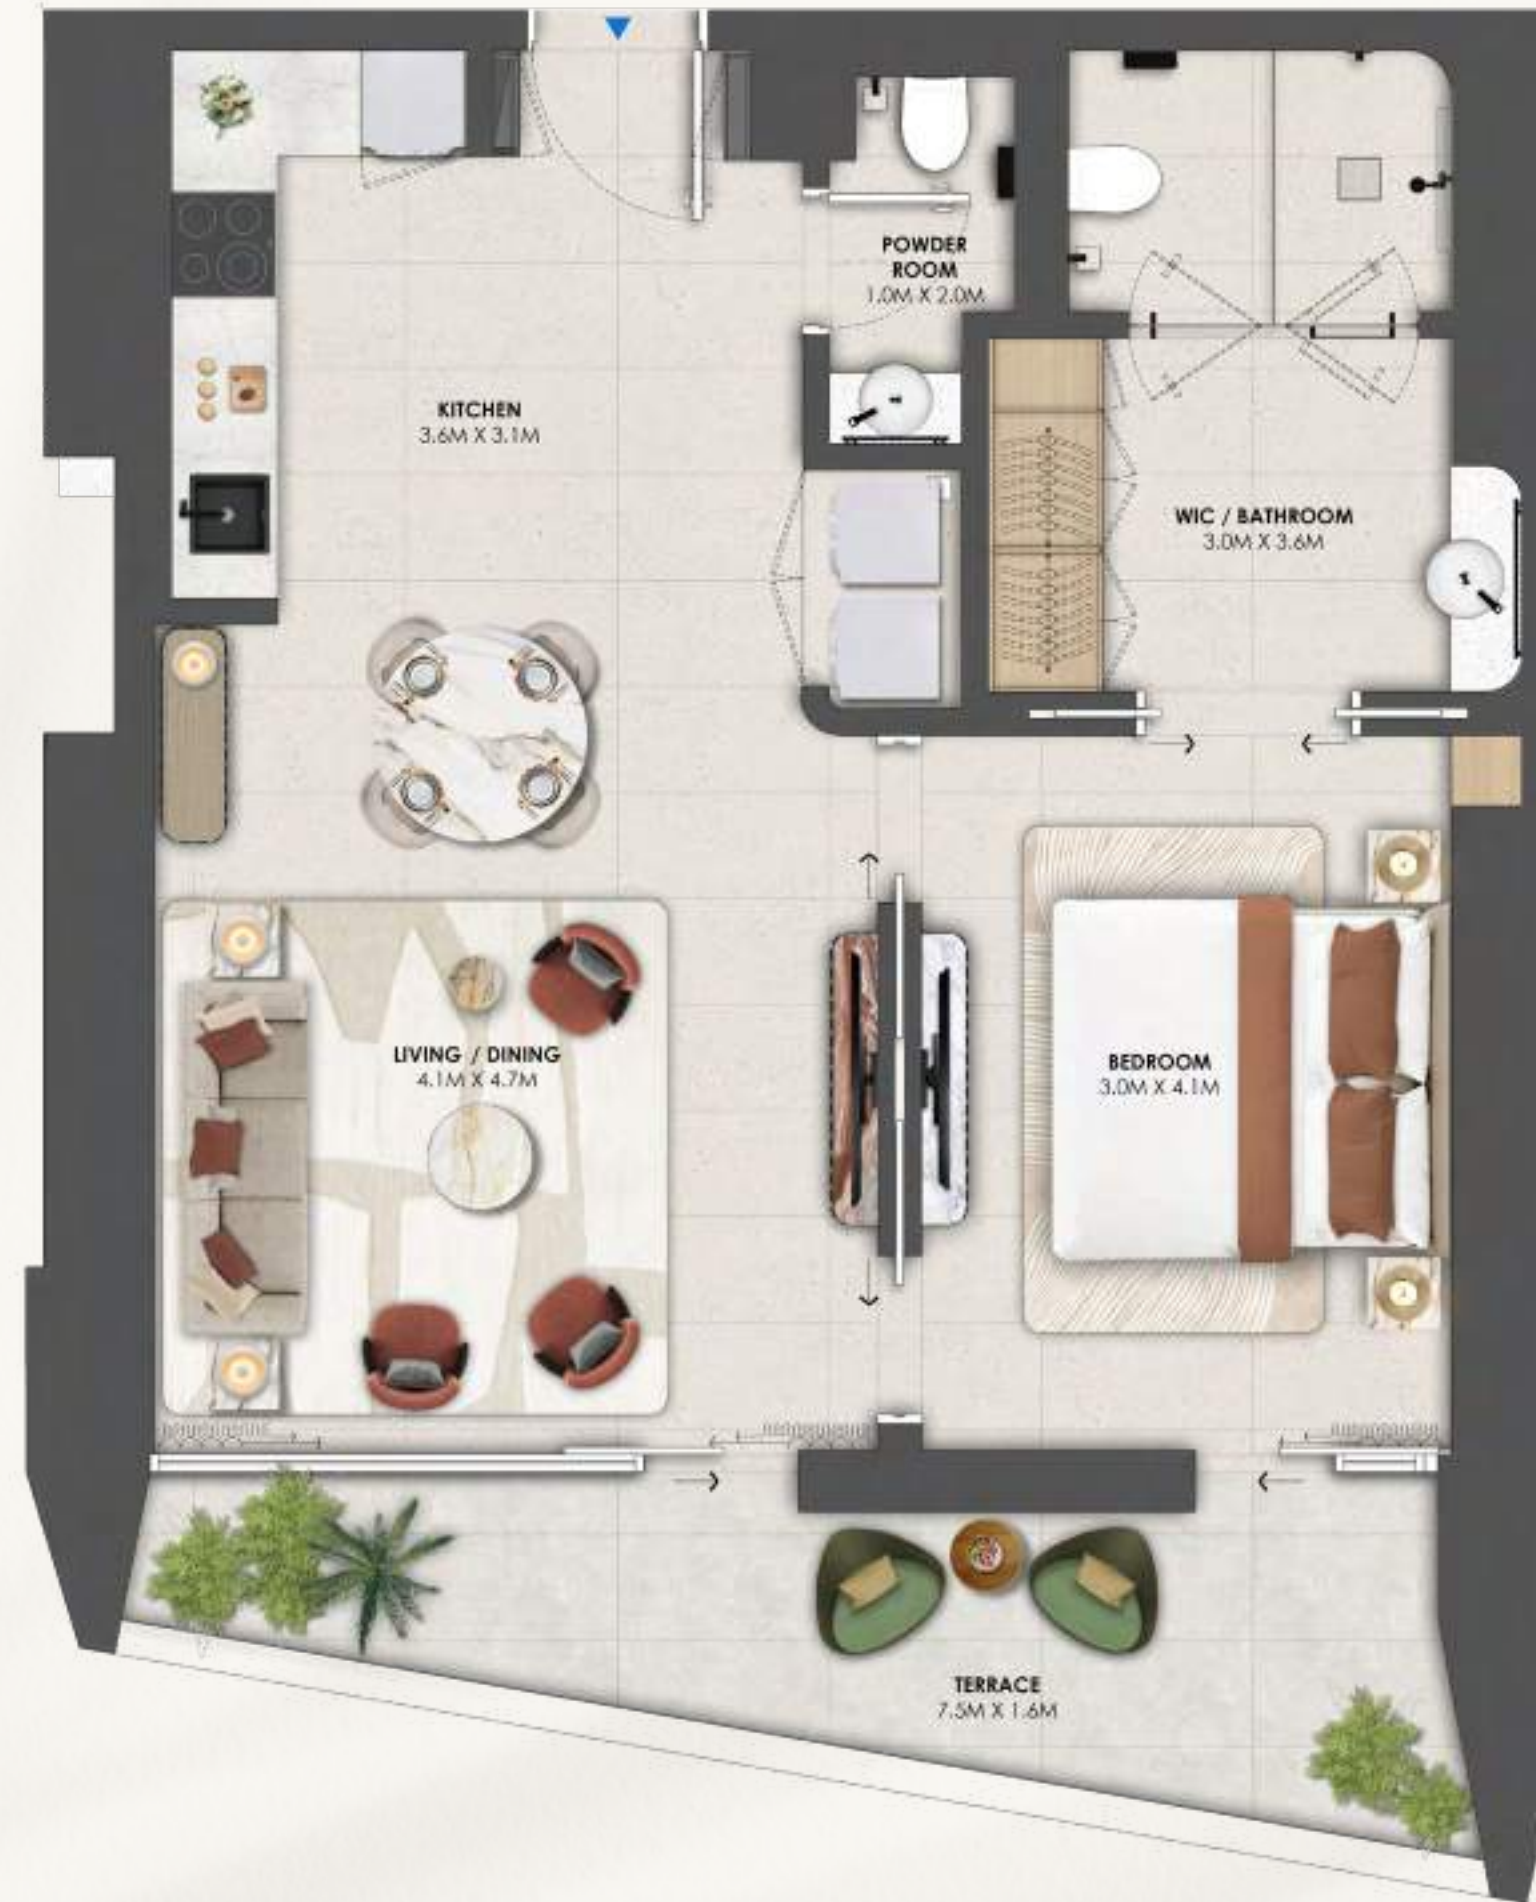 POWDER
ROOM
1.0M X 2.0M
KITCHEN
3.6M X 3.1M
WIC / BATHROOM
3.0M X 3.6M
LIVING / DINING
4.1M X 4.7M
BEDROOM
3.0M X 4.1M
TERRACE
7.5M X 1.6M